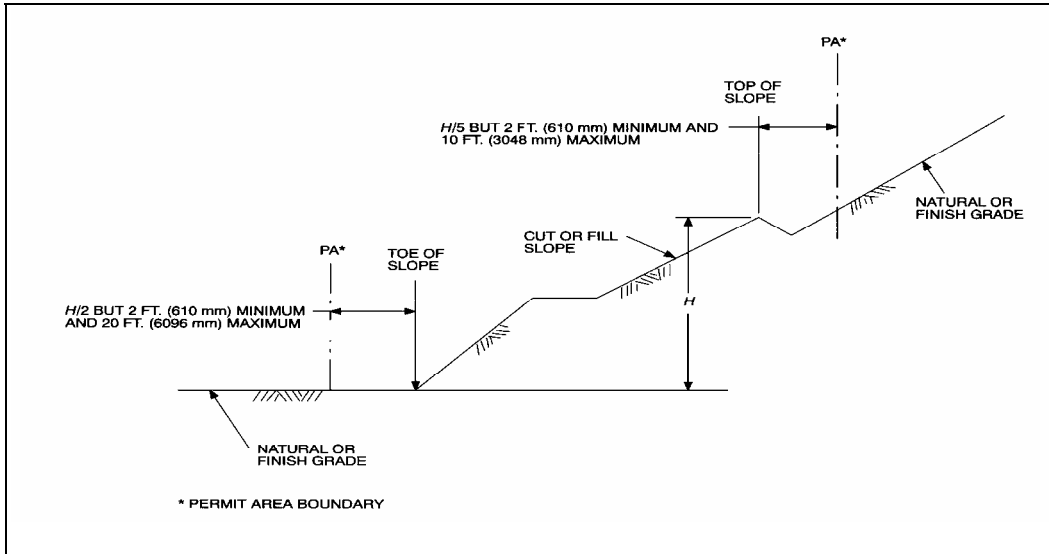 PA*
TOP OF
SLOPE
H/5 BUT 2 FT. (610 mm) MINIMUM AND
10 FT. (3048 mm) MAXIMUM
NATURAL OR
FINISH GRADE
CUT OR FILL
SLOPE
PA*
TOE OF
SLOPE
H
H/2 BUT 2 FT. (610 mm) MINIMUM
AND 20 FT. (6096 mm) MAXIMUM
NATURAL OR
FINISH GRADE
* PERMIT AREA BOUNDARY